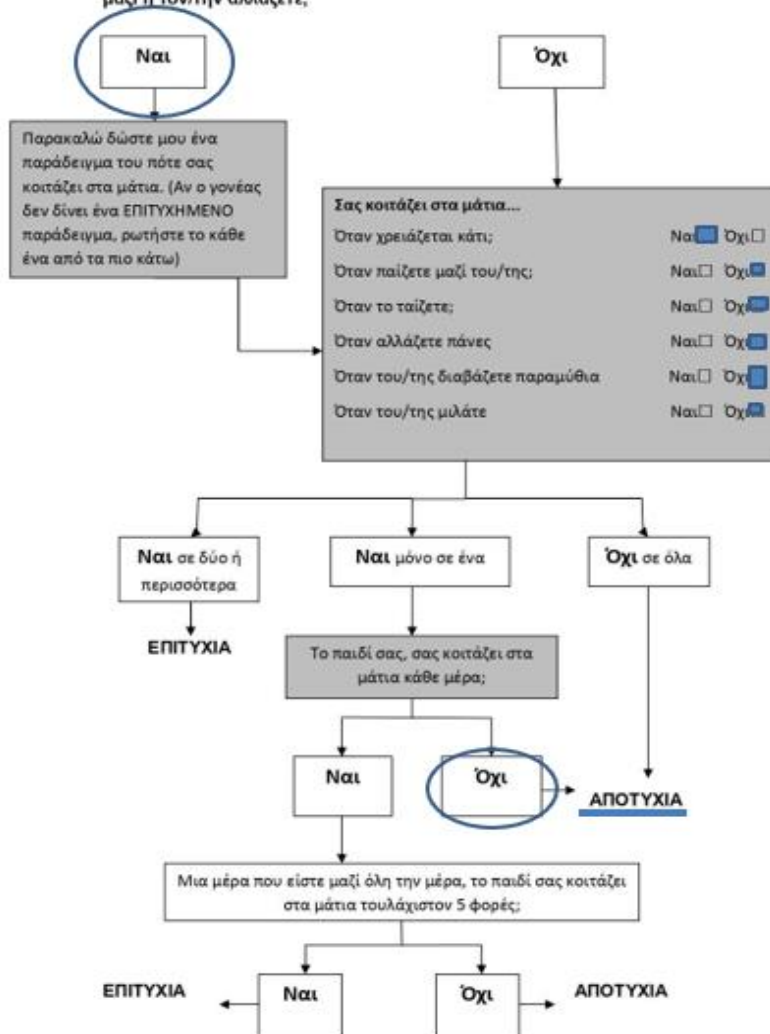 μαζί ή τον/την αλλάζετε;
Ναι
Όχι
Παρακαλώ δώστε μου ένα
παράδειγμα του πότε σας
κοιτάζει στα μάτια. (Αν ο γονέας
δεν δίνει ένα ΕΠΙΤΥΧΗΜΕΝΟ
παράδειγμα, ρωτήστε το κάθε
ένα από τα πιο κάτω)
Σας κοιτάζει στα μάτια...
Όταν χρειάζεται κάτι; Ναι Όχι
Όταν παίζετε μαζί του/της; Ναι Όχι
Όταν το ταίζετε; Ναι Όχι
Όταν αλλάζετε πάνες Ναι Όχι
Όταν του/της διαβάζετε παραμύθια Ναι Όχι
Όταν του/της μιλάτε Ναι Όχι
Ναι σε δύο ή
περισσότερα
Ναι μόνο σε ένα
Όχι σε όλα
ΕΠΙΤΥΧΙΑ
Το παιδί σας, σας κοιτάζει στα
μάτια κάθε μέρα;
Ναι
Όχι
ΑΠΟΤΥΧΙΑ
Μια μέρα που είστε μαζί όλη την μέρα, το παιδί σας κοιτάζει
στα μάτια τουλάχιστον 5 φορές;
ΕΠΙΤΥΧΙΑ
Ναι
Όχι
ΑΠΟΤΥΧΙΑ